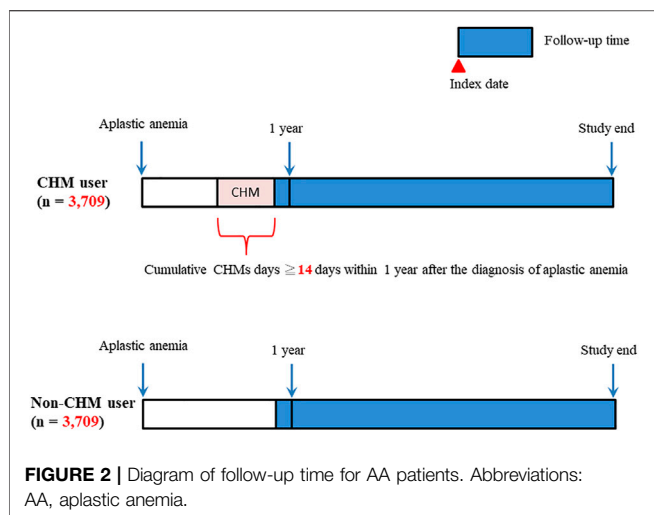 Follow-up time
Index date
Aplastic anemia
1 year
Study end
CHM user
(n = 3,709)
CHM
Cumulative CHMs days ≧14 days within 1 year after the diagnosis of aplastic anemia
Aplastic anemia
1 year
Study end
Non-CHM user
(n = 3,709)
FIGURE 2 | Diagram of follow-up time for AA patients. Abbreviations:
AA, aplastic anemia.